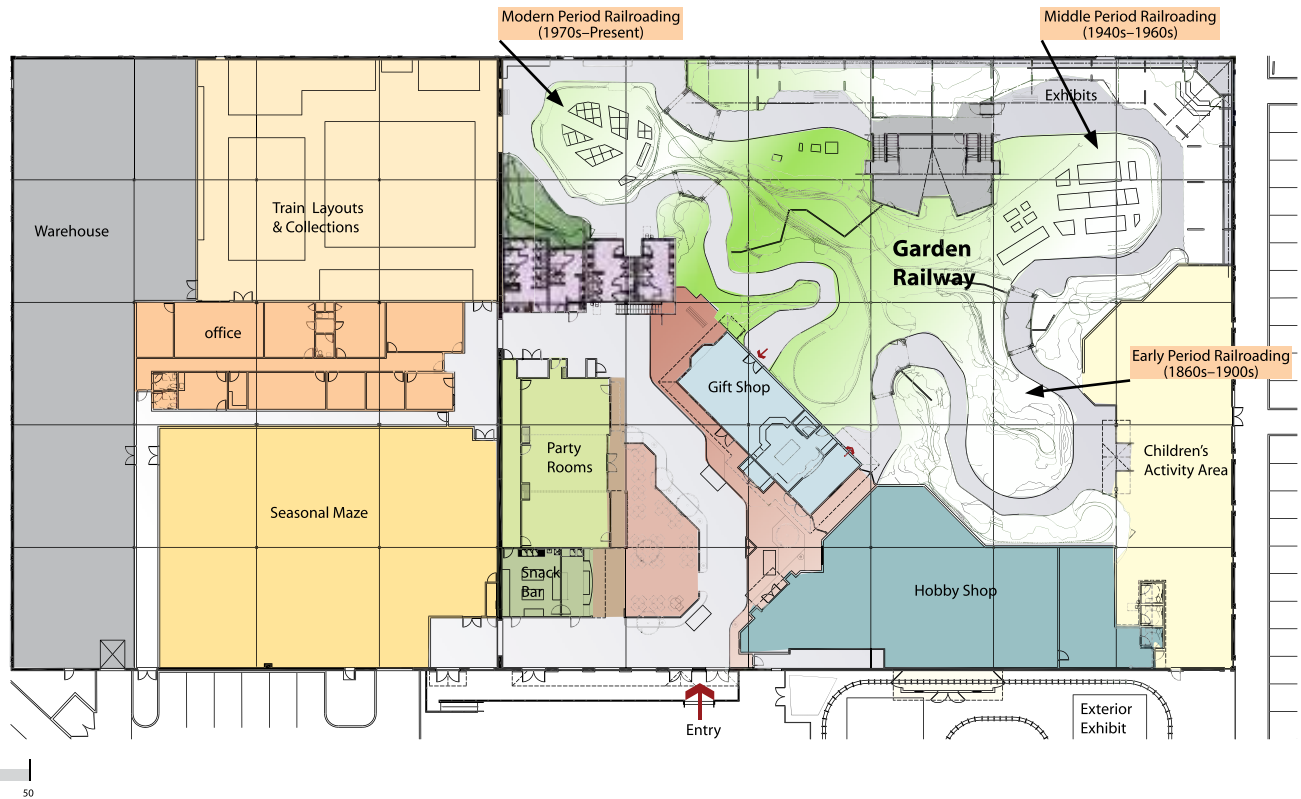 Modern Period Railroading
(1970s–Present)
Middle Period Railroading
(1940s–1960s)
Exhibits
Train Layouts
& Collections
Warehouse
Garden
Railway
office
Early Period Railroading
(1860s–1900s)
Gift Shop
Party
Rooms
Children's
Activity Area
Seasonal Maze
Snack
Bar
Hobby Shop
Entry
Exterior
Exhibit
50